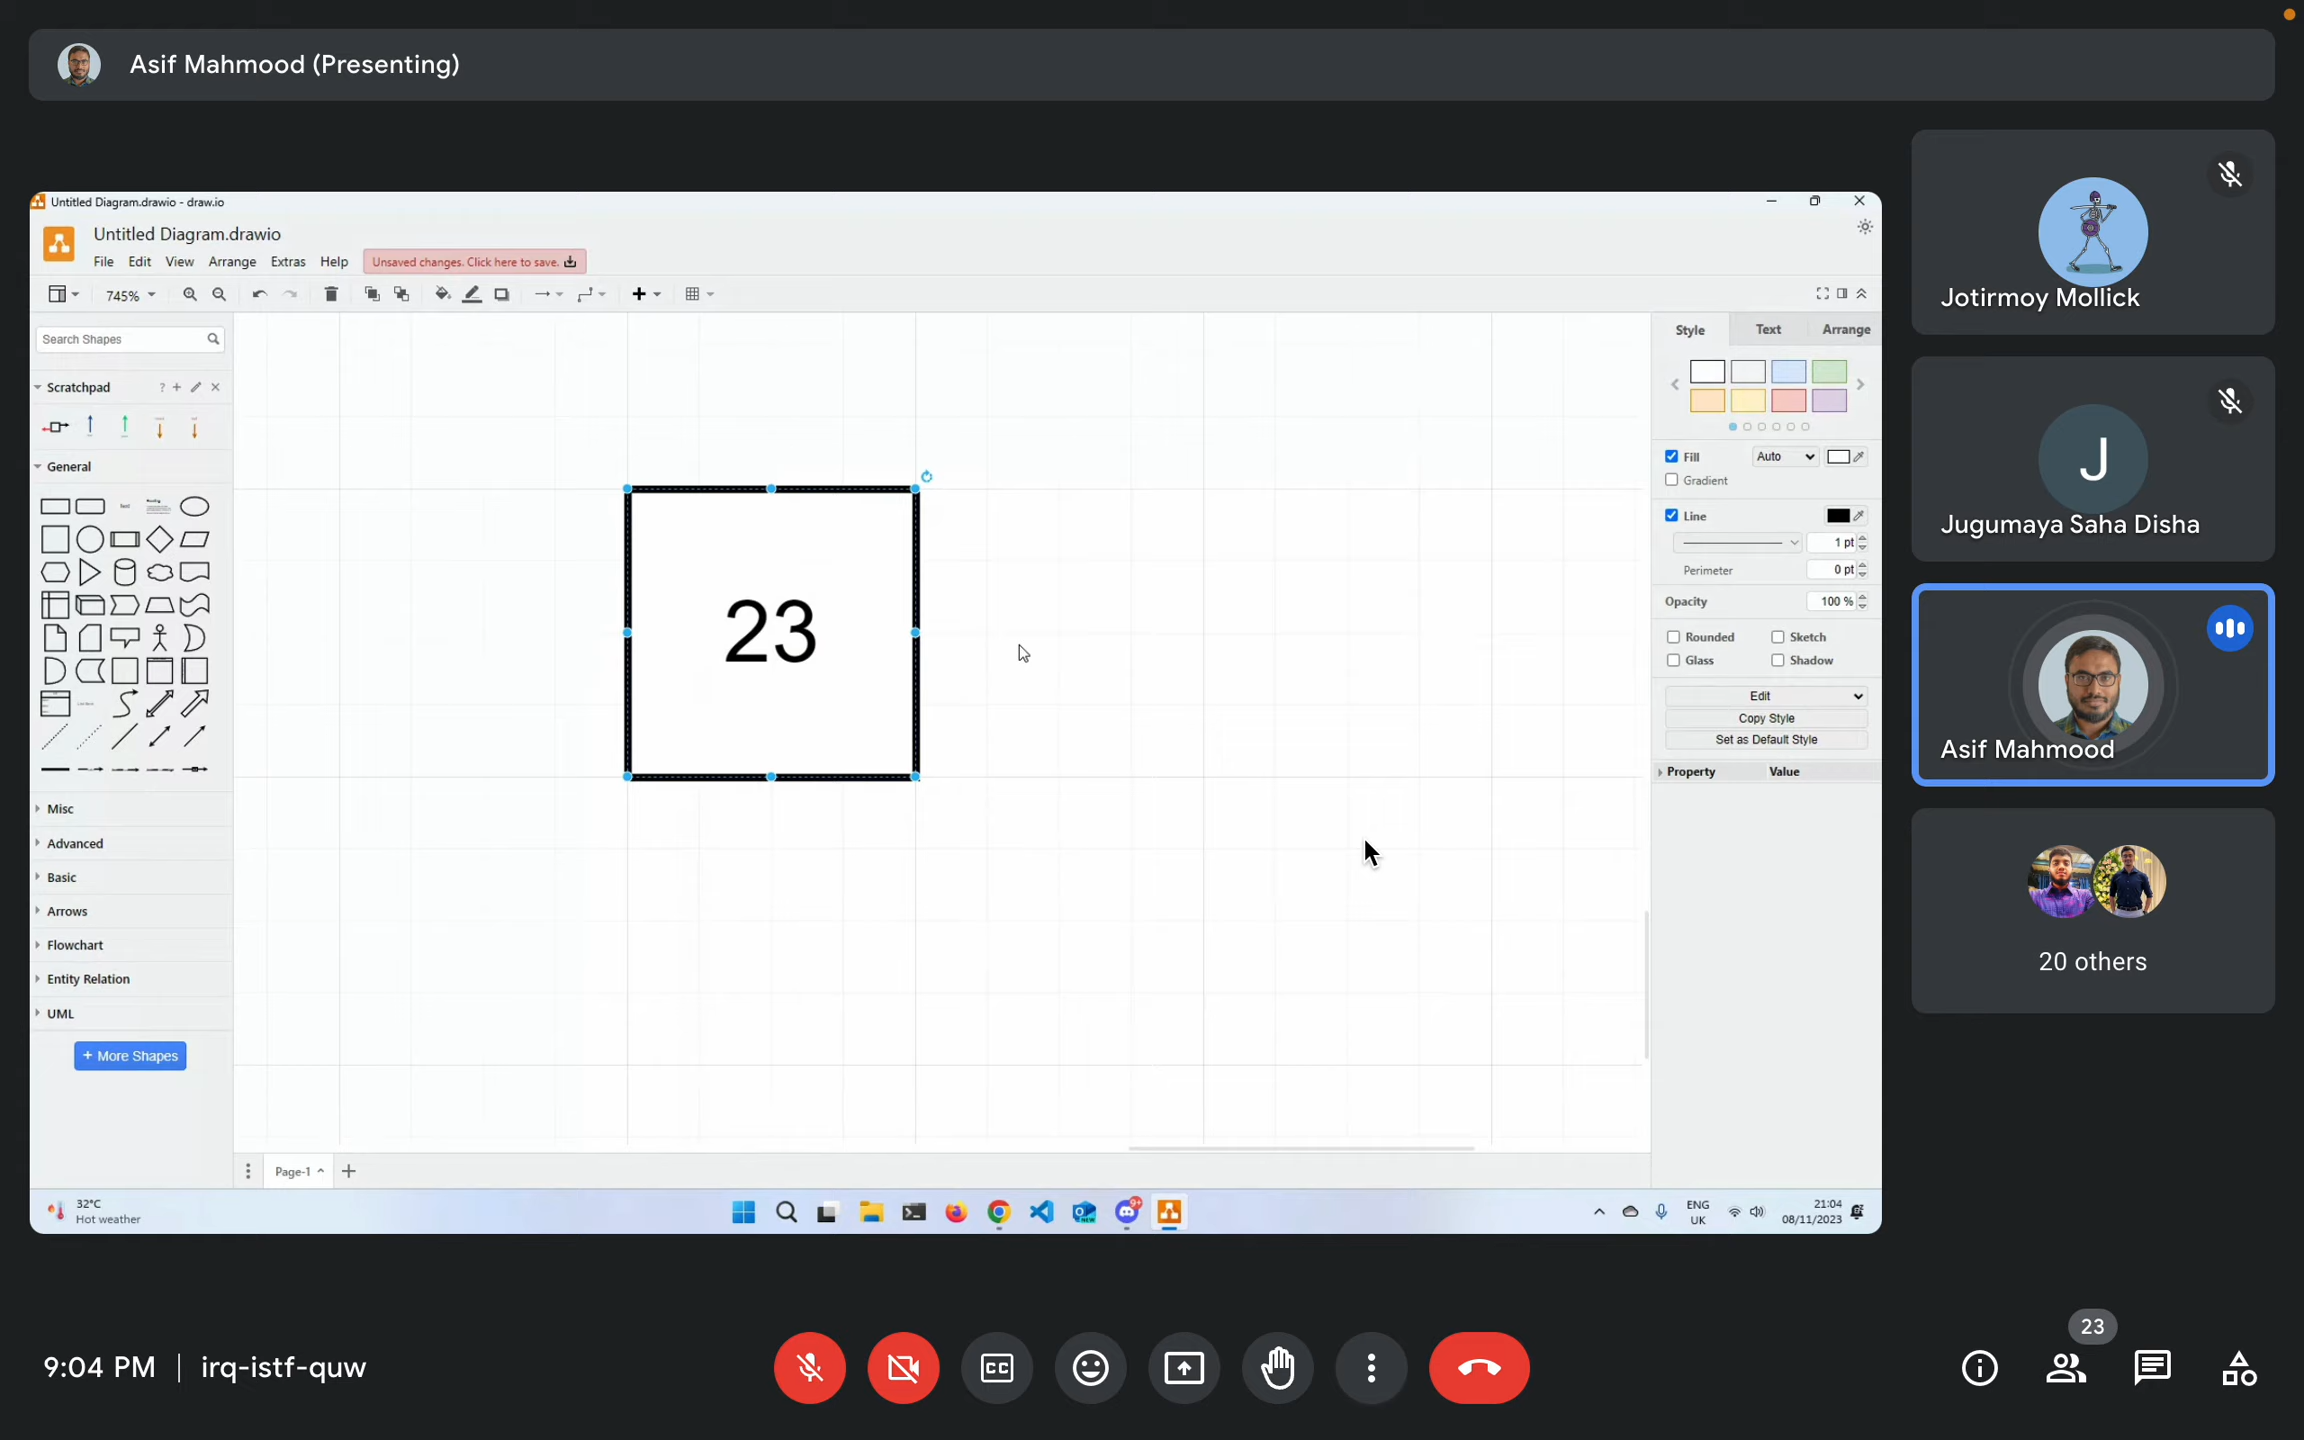 Asif Mahmood (Presenting)
Untitled Diagram.drawio - draw.io
Untitled Diagram.drawio
File Edit View Arrange Extras Help Unsaved changes. Click here to save.
745%
Search Shapes
Scratchpad ? + ×
General
Text
Heading
Misc
Advanced
Basic
Arrows
Flowchart
Entity Relation
UML
+ More Shapes
23
Style Text Arrange
Fill Auto
Gradient
Line
1 pt
Perimeter 0 pt
Opacity 100 %
Rounded Sketch
Glass Shadow
Edit
Copy Style
Set as Default Style
Property Value
Page-1
32°C
Hot weather
9+
ENG
UK
21:04
08/11/2023
Jotirmoy Mollick
J
Jugumaya Saha Disha
Asif Mahmood
20 others
9:04 PM | irq-istf-quw
CC
23